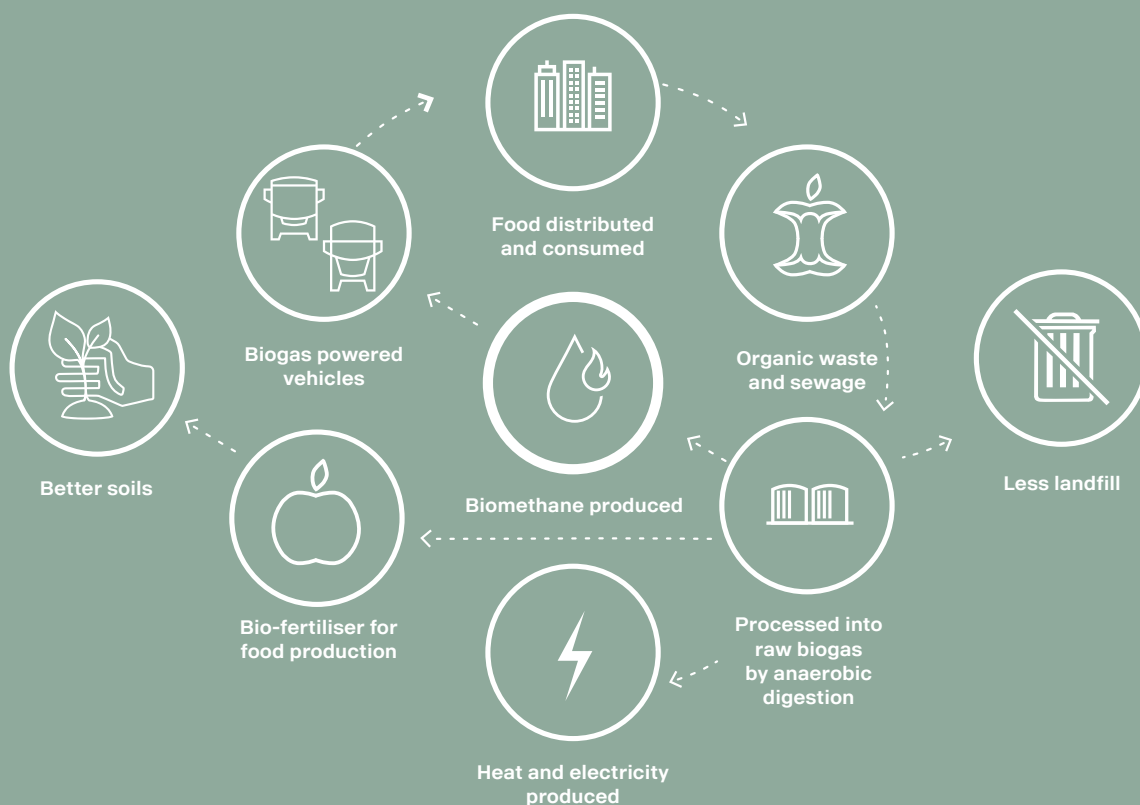 Food distributed
and consumed
Biogas powered
vehicles
Organic waste
and sewage
Better soils
Biomethane produced
Less landfill
Bio-fertiliser for
food production
Processed into
raw biogas
by anaerobic
digestion
Heat and electricity
produced